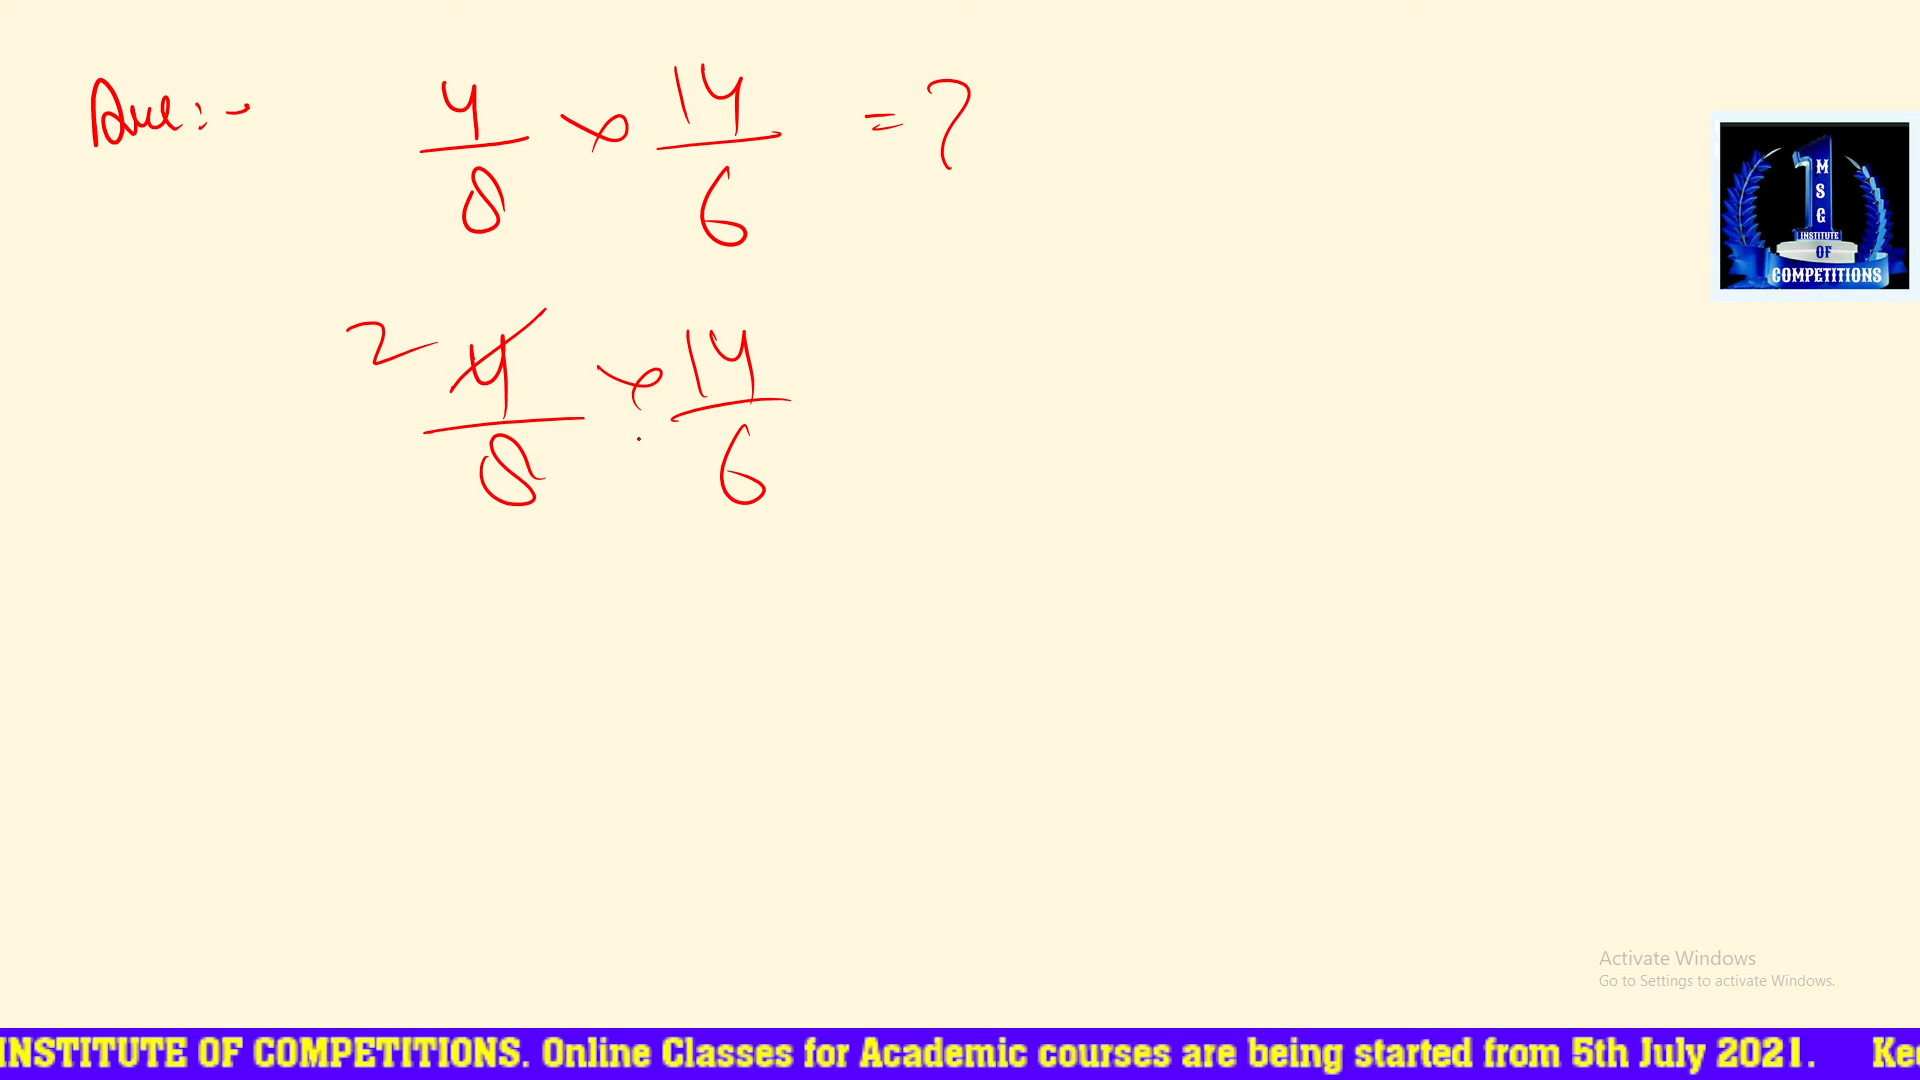 Que:-
4/8 × 14/6 = ?
2 4/8 × 14/6
1
M
S
G
INSTITUTE
OF
COMPETITIONS
Activate Windows
Go to Settings to activate Windows.
INSTITUTE OF COMPETITIONS. Online Classes for Academic courses are being started from 5th July 2021.